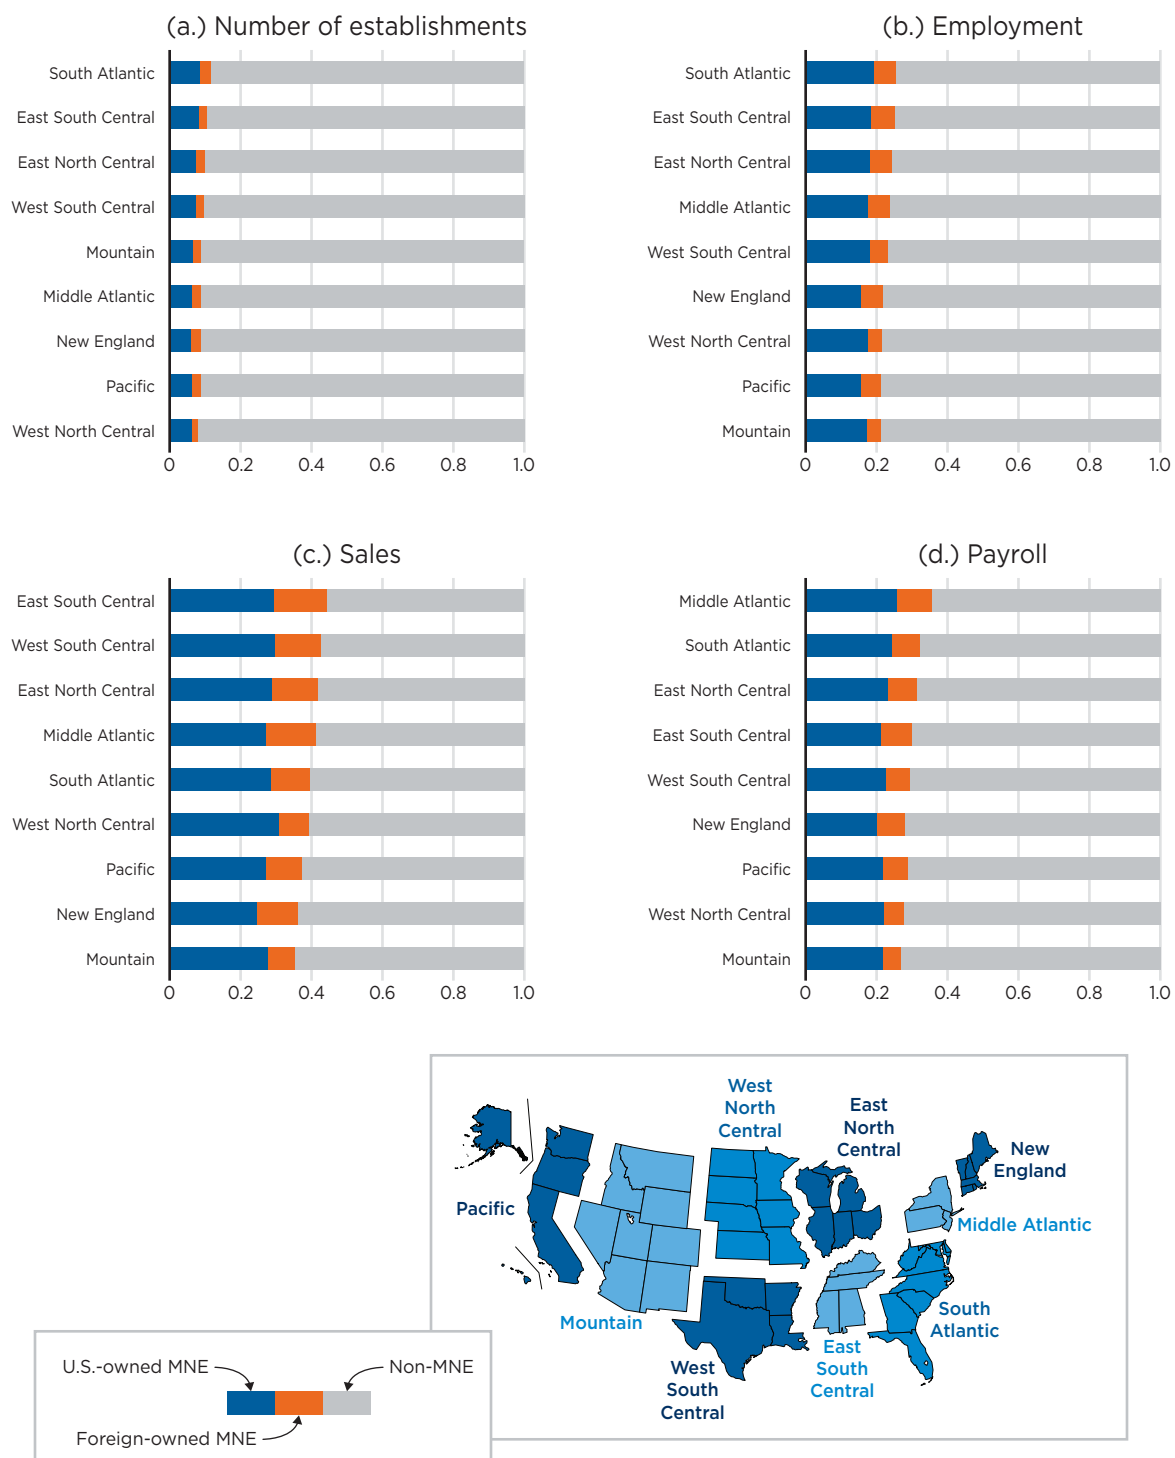 (a.) Number of establishments
South Atlantic
East South Central
East North Central
West South Central
Mountain
Middle Atlantic
New England
Pacific
West North Central
0 0.2 0.4 0.6 0.8 1.0
(b.) Employment
South Atlantic
East South Central
East North Central
Middle Atlantic
West South Central
New England
West North Central
Pacific
Mountain
0 0.2 0.4 0.6 0.8 1.0
(c.) Sales
East South Central
West South Central
East North Central
Middle Atlantic
South Atlantic
West North Central
Pacific
New England
Mountain
0 0.2 0.4 0.6 0.8 1.0
(d.) Payroll
Middle Atlantic
South Atlantic
East North Central
East South Central
West South Central
New England
Pacific
West North Central
Mountain
0 0.2 0.4 0.6 0.8 1.0
West
North
Central
East
North
Central
New
England
Pacific
Middle Atlantic
Mountain
South
Atlantic
East
South
Central
West
South
Central
U.S.-owned MNE
Non-MNE
Foreign-owned MNE